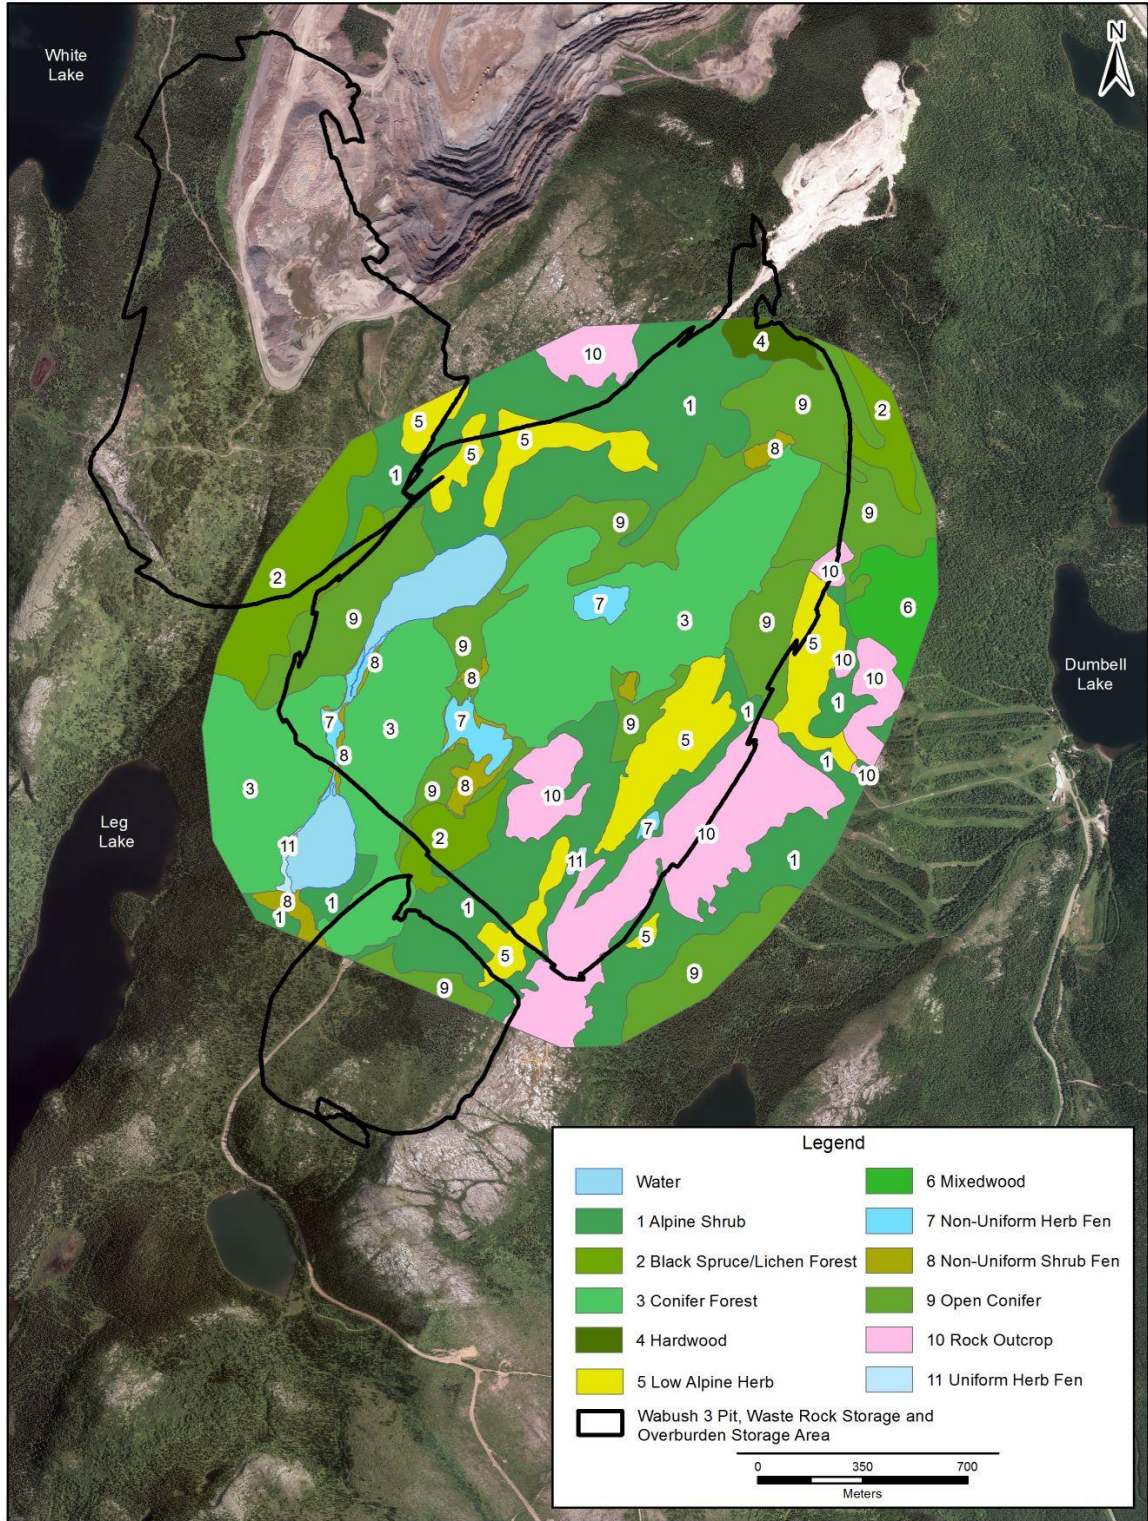 N
White
Lake
10
4
1
9
2
5
5
5
8
1
9
9
10
2
7
6
3
9
9
5
8
9
10
10
8
1
1
7
7
3
9
5
8
1
10
3
9
8
10
7
10
2
11
11
1
8
1
1
1
5
5
9
9
Dumbell
Lake
Leg
Lake
Legend
Water
1 Alpine Shrub
2 Black Spruce/Lichen Forest
3 Conifer Forest
4 Hardwood
5 Low Alpine Herb
6 Mixedwood
7 Non-Uniform Herb Fen
8 Non-Uniform Shrub Fen
9 Open Conifer
10 Rock Outcrop
11 Uniform Herb Fen
Wabush 3 Pit, Waste Rock Storage and
Overburden Storage Area
0 350 700
Meters